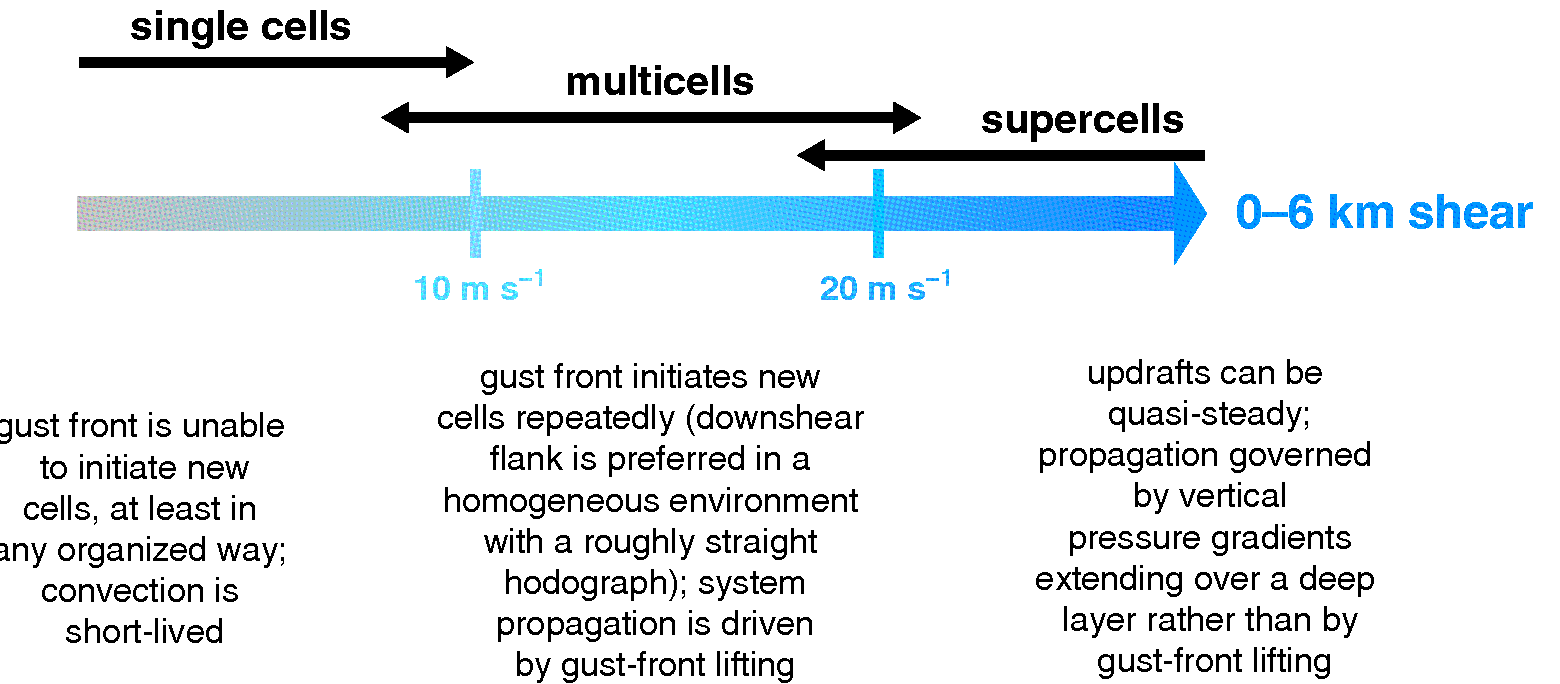 single cells
multicells
supercells
0–6 km shear
10 m s⁻¹
20 m s⁻¹
gust front is unable
to initiate new
cells, at least in
any organized way;
convection is
short-lived
gust front initiates new
cells repeatedly (downshear
flank is preferred in a
homogeneous environment
with a roughly straight
hodograph); system
propagation is driven
by gust-front lifting
updrafts can be
quasi-steady;
propagation governed
by vertical
pressure gradients
extending over a deep
layer rather than by
gust-front lifting